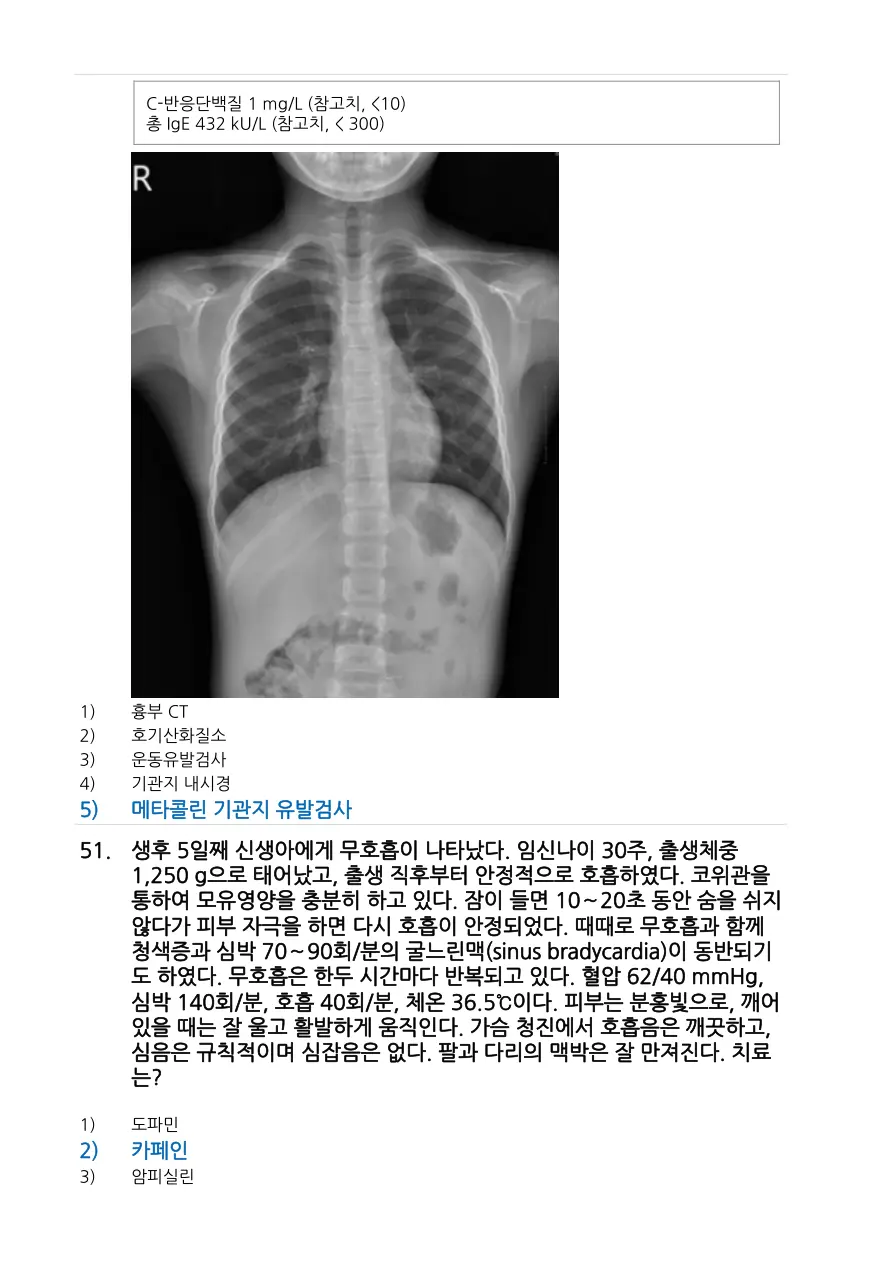 C-반응단백질 1 mg/L (참고치, <10)
총 IgE 432 kU/L (참고치, < 300)
R
1) 흉부 CT
2) 호기산화질소
3) 운동유발검사
4) 기관지 내시경
5) 메타콜린 기관지 유발검사
51. 생후 5일째 신생아에게 무호흡이 나타났다. 임신나이 30주, 출생체중
1,250 g으로 태어났고, 출생 직후부터 안정적으로 호흡하였다. 코위관을
통하여 모유영양을 충분히 하고 있다. 잠이 들면 10~20초 동안 숨을 쉬지
않다가 피부 자극을 하면 다시 호흡이 안정되었다. 때때로 무호흡과 함께
청색증과 심박 70~90회/분의 굴느린맥(sinus bradycardia)이 동반되기
도 하였다. 무호흡은 한두 시간마다 반복되고 있다. 혈압 62/40 mmHg,
심박 140회/분, 호흡 40회/분, 체온 36.5℃이다. 피부는 분홍빛으로, 깨어
있을 때는 잘 울고 활발하게 움직인다. 가슴 청진에서 호흡음은 깨끗하고,
심음은 규칙적이며 심잡음은 없다. 팔과 다리의 맥박은 잘 만져진다. 치료
는?
1) 도파민
2) 카페인
3) 암피실린